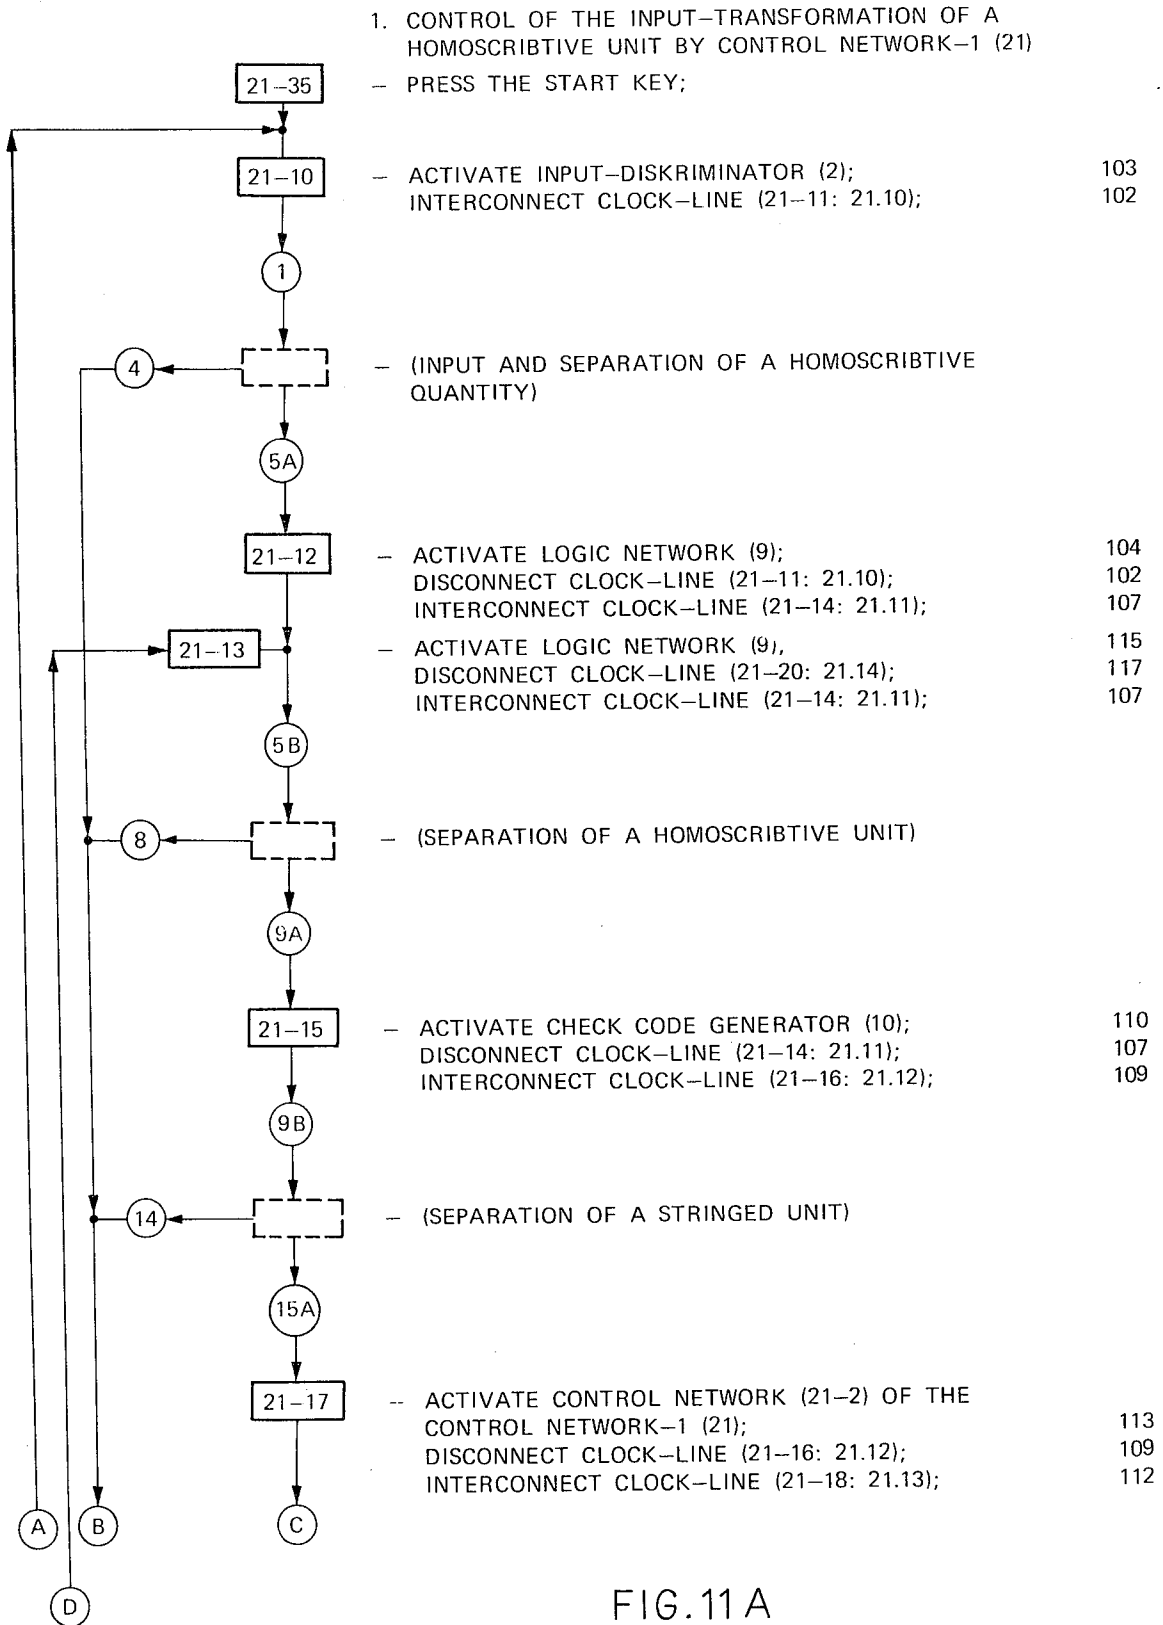 1. CONTROL OF THE INPUT–TRANSFORMATION OF A
HOMOSCRIBTIVE UNIT BY CONTROL NETWORK–1 (21)
21–35 – PRESS THE START KEY;
21–10 – ACTIVATE INPUT–DISKRIMINATOR (2); 103
INTERCONNECT CLOCK–LINE (21–11: 21.10); 102
1
4 – (INPUT AND SEPARATION OF A HOMOSCRIBTIVE
QUANTITY)
5A
21–12 – ACTIVATE LOGIC NETWORK (9); 104
DISCONNECT CLOCK–LINE (21–11: 21.10); 102
INTERCONNECT CLOCK–LINE (21–14: 21.11); 107
21–13 – ACTIVATE LOGIC NETWORK (9), 115
DISCONNECT CLOCK–LINE (21–20: 21.14); 117
INTERCONNECT CLOCK–LINE (21–14: 21.11); 107
5B
8 – (SEPARATION OF A HOMOSCRIBTIVE UNIT)
9A
21–15 – ACTIVATE CHECK CODE GENERATOR (10); 110
DISCONNECT CLOCK–LINE (21–14: 21.11); 107
INTERCONNECT CLOCK–LINE (21–16: 21.12); 109
9B
14 – (SEPARATION OF A STRINGED UNIT)
15A
21–17 -- ACTIVATE CONTROL NETWORK (21–2) OF THE
CONTROL NETWORK–1 (21); 113
DISCONNECT CLOCK–LINE (21–16: 21.12); 109
INTERCONNECT CLOCK–LINE (21–18: 21.13); 112
A B C
D
FIG.11A